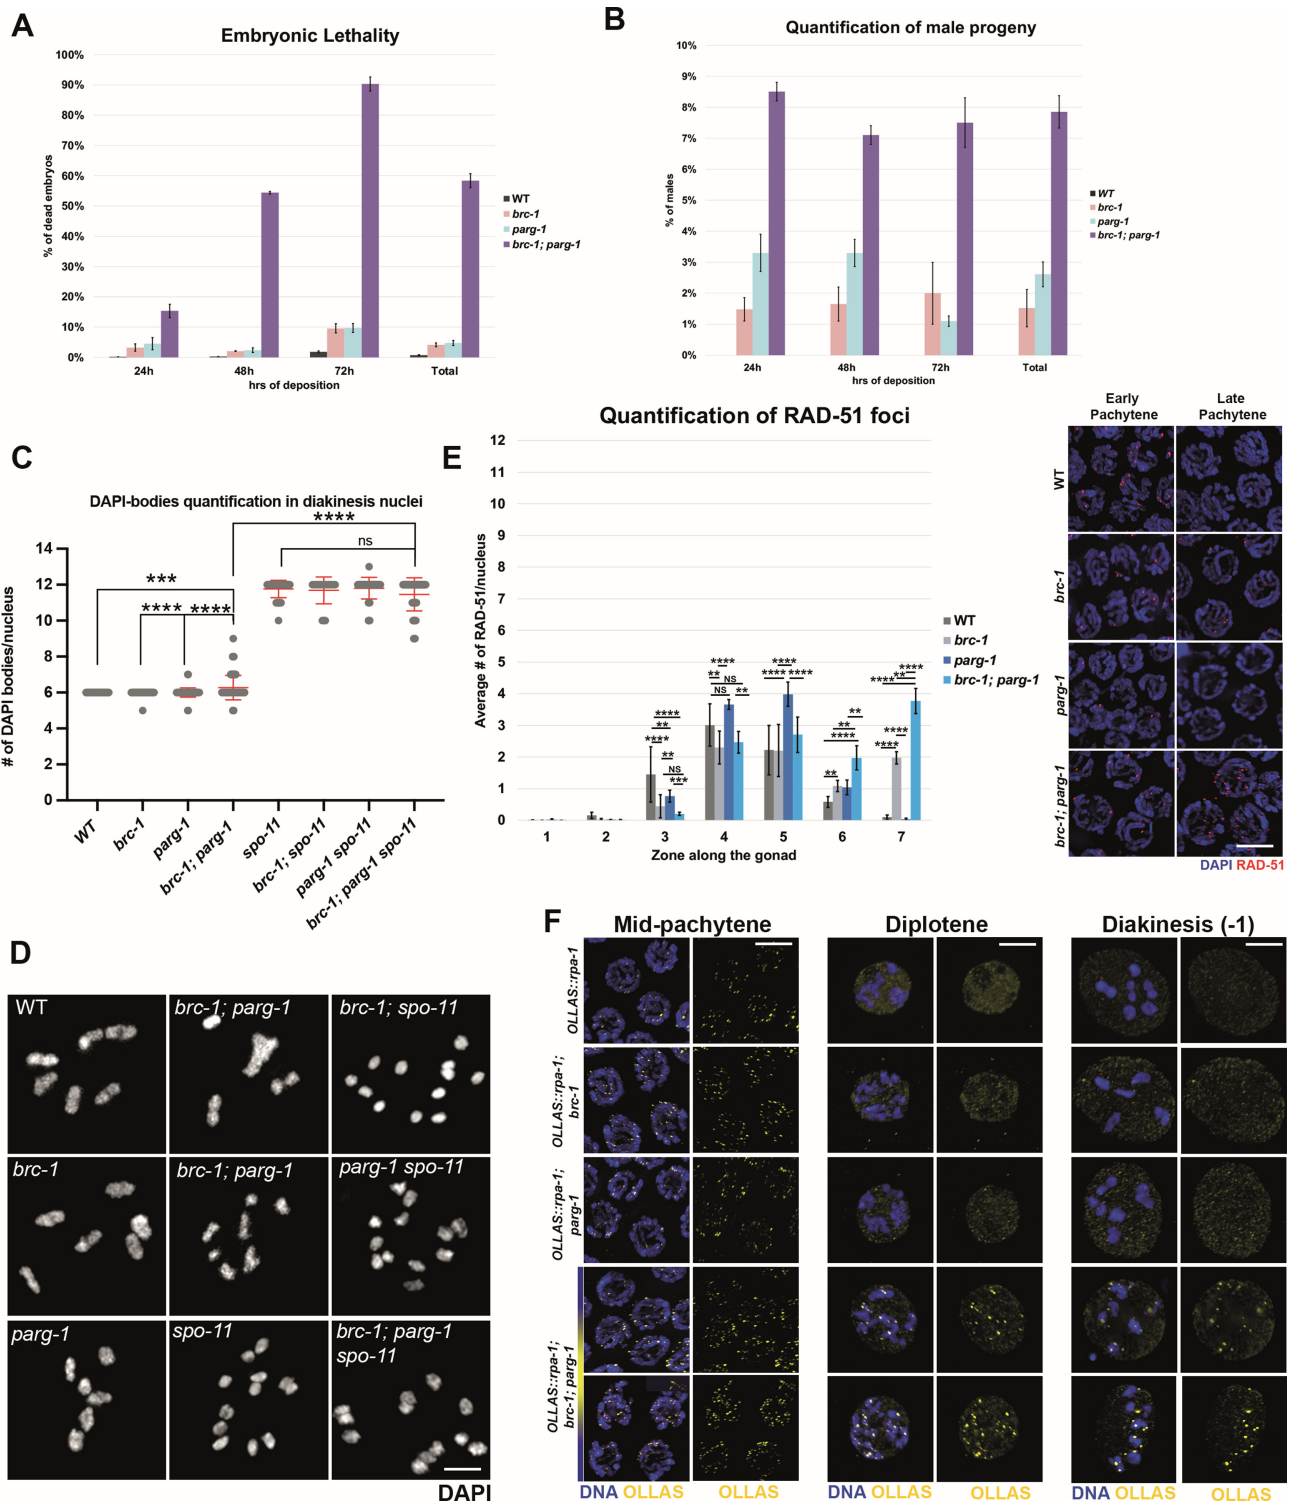 A
Embryonic Lethality
100%
90%
80%
70%
60%
50%
40%
30%
20%
10%
0%
% of dead embryos
24h
48h
72h
Total
hrs of deposition
WT
brc-1
parg-1
brc-1; parg-1
B
Quantification of male progeny
10%
9%
8%
7%
6%
5%
4%
3%
2%
1%
0%
% of males
24h
48h
72h
Total
hrs of deposition
WT
brc-1
parg-1
brc-1; parg-1
C
DAPI-bodies quantification in diakinesis nuclei
****
ns
***
****
****
14
12
10
8
6
4
2
0
# of DAPI bodies/nucleus
WT
brc-1
parg-1
brc-1; parg-1
spo-11
brc-1; spo-11
parg-1 spo-11
brc-1; parg-1 spo-11
E
Quantification of RAD-51 foci
12
11
10
9
8
7
6
5
4
3
2
1
0
Average # of RAD-51/nucleus
****
**
****
**
NS
***
****
** NS
NS **
****
**** ****
**
**
****
**
****
**** **
****
****
1
2
3
4
5
6
7
Zone along the gonad
WT
brc-1
parg-1
brc-1; parg-1
Early
Pachytene
Late
Pachytene
WT
brc-1
parg-1
brc-1; parg-1
DAPI RAD-51
D
WT
brc-1; parg-1
brc-1; spo-11
brc-1
brc-1; parg-1
parg-1 spo-11
parg-1
spo-11
brc-1; parg-1
spo-11
DAPI
F
Mid-pachytene
Diplotene
Diakinesis (-1)
OLLAS::rpa-1
OLLAS::rpa-1;
brc-1
OLLAS::rpa-1;
parg-1
OLLAS::rpa-1;
brc-1; parg-1
DNA OLLAS
OLLAS
DNA OLLAS
OLLAS
DNA OLLAS
OLLAS